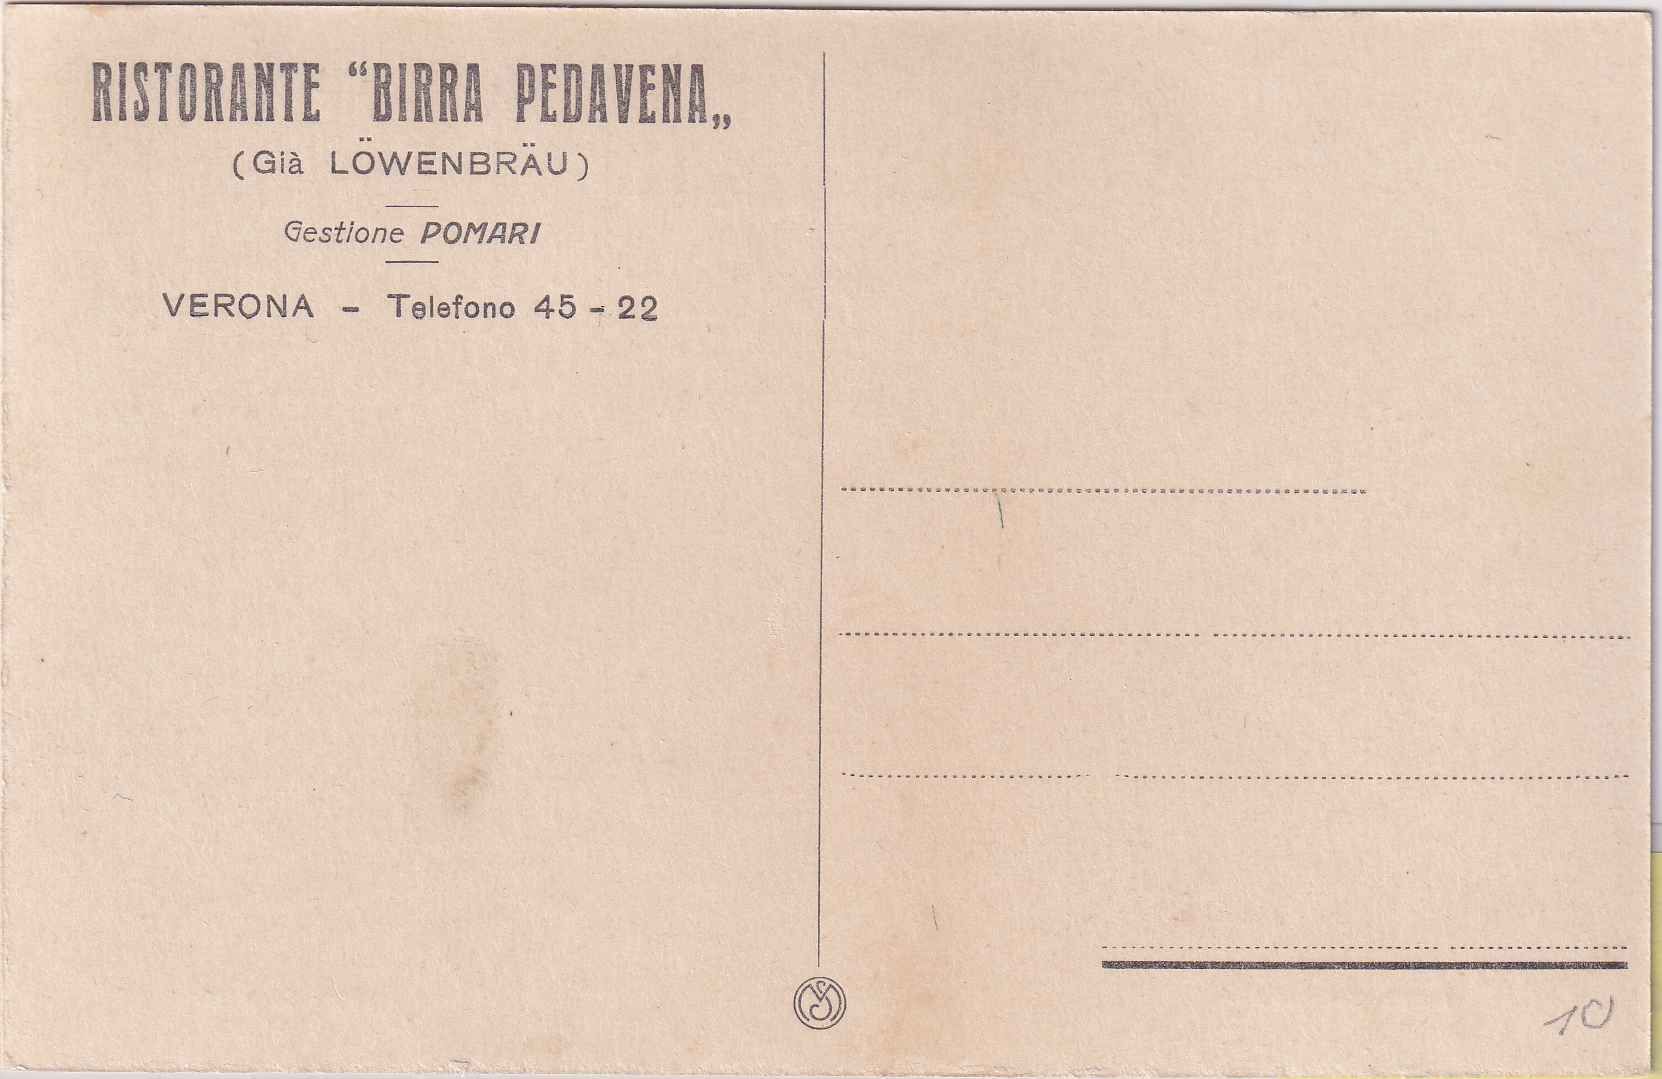 RISTORANTE “BIRRA PEDAVENA„
(Già LÖWENBRÄU)
Gestione POMARI
VERONA - Telefono 45 - 22
10